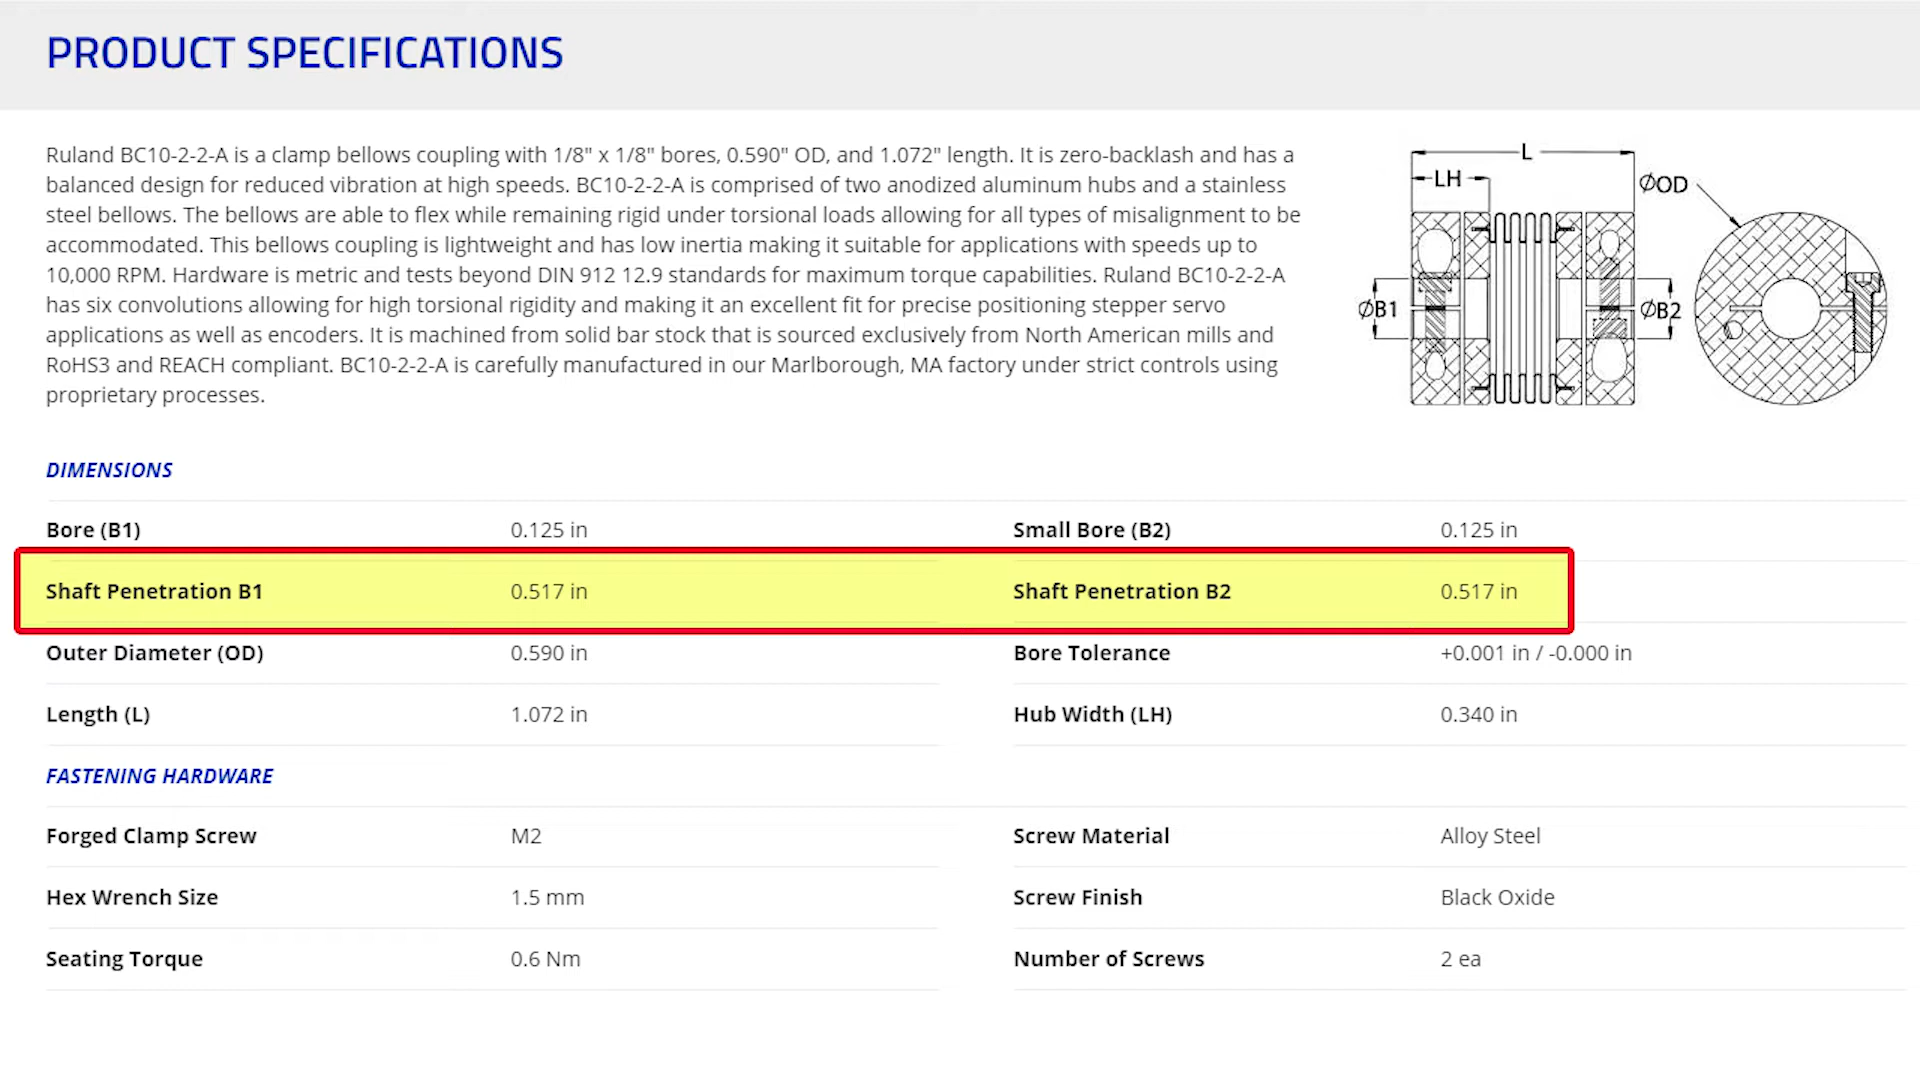 PRODUCT SPECIFICATIONS
Ruland BC10-2-2-A is a clamp bellows coupling with 1/8" x 1/8" bores, 0.590" OD, and 1.072" length. It is zero-backlash and has a
balanced design for reduced vibration at high speeds. BC10-2-2-A is comprised of two anodized aluminum hubs and a stainless
steel bellows. The bellows are able to flex while remaining rigid under torsional loads allowing for all types of misalignment to be
accommodated. This bellows coupling is lightweight and has low inertia making it suitable for applications with speeds up to
10,000 RPM. Hardware is metric and tests beyond DIN 912 12.9 standards for maximum torque capabilities. Ruland BC10-2-2-A
has six convolutions allowing for high torsional rigidity and making it an excellent fit for precise positioning stepper servo
applications as well as encoders. It is machined from solid bar stock that is sourced exclusively from North American mills and
RoHS3 and REACH compliant. BC10-2-2-A is carefully manufactured in our Marlborough, MA factory under strict controls using
proprietary processes.
L
LH
ØOD
ØB1
ØB2
DIMENSIONS
Bore (B1) 0.125 in Small Bore (B2) 0.125 in
Shaft Penetration B1 0.517 in Shaft Penetration B2 0.517 in
Outer Diameter (OD) 0.590 in Bore Tolerance +0.001 in / -0.000 in
Length (L) 1.072 in Hub Width (LH) 0.340 in
FASTENING HARDWARE
Forged Clamp Screw M2 Screw Material Alloy Steel
Hex Wrench Size 1.5 mm Screw Finish Black Oxide
Seating Torque 0.6 Nm Number of Screws 2 ea